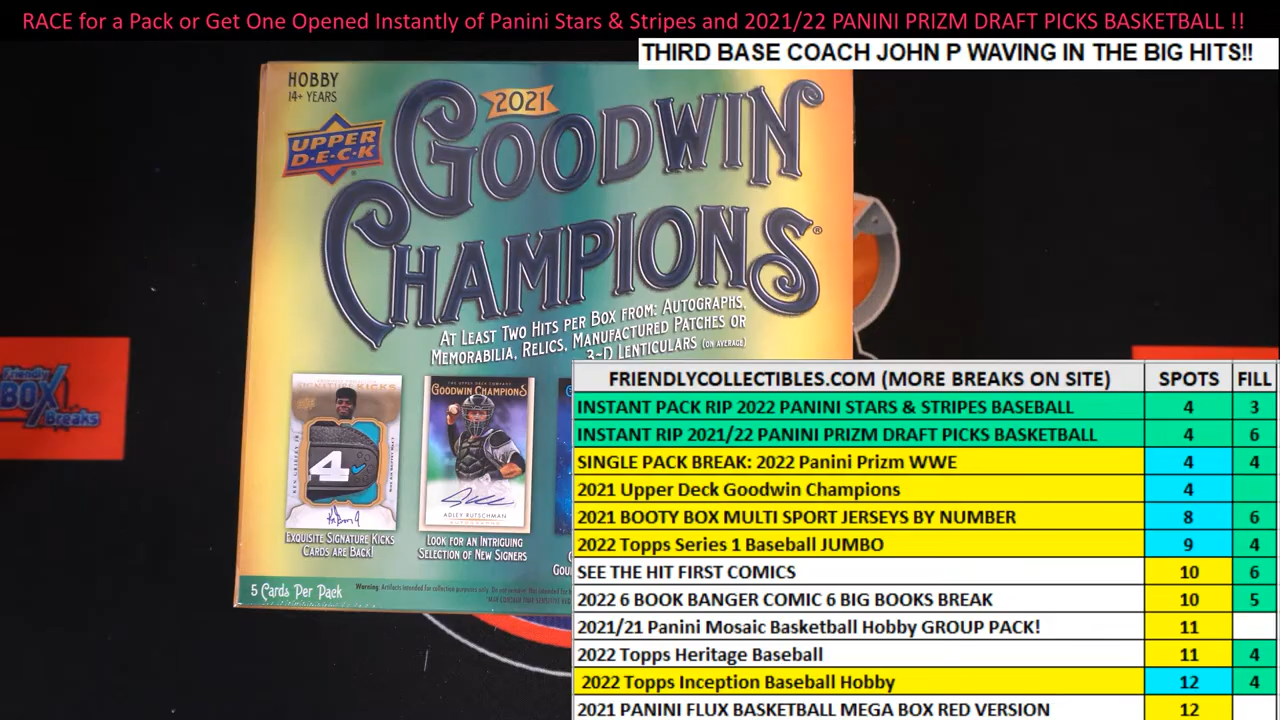 RACE for a Pack or Get One Opened Instantly of Panini Stars & Stripes and 2021/22 PANINI PRIZM DRAFT PICKS BASKETBALL !!
THIRD BASE COACH JOHN P WAVING IN THE BIG HITS!!
HOBBY
14+ YEARS
2021
UPPER
D·E·C·K
GOODWIN
CHAMPIONS®
AT LEAST TWO HITS PER BOX FROM: AUTOGRAPHS,
MEMORABILIA, RELICS, MANUFACTURED PATCHES OR
3-D LENTICULARS (ON AVERAGE)
Friendly
BOX
Breaks
SIGNATURE KICKS
4
GOODWIN CHAMPIONS
ADLEY RUTSCHMAN
EXQUISITE SIGNATURE KICKS
CARDS ARE BACK!
LOOK FOR AN INTRIGUING
SELECTION OF NEW SIGNERS
5 Cards Per Pack
FRIENDLYCOLLECTIBLES.COM (MORE BREAKS ON SITE) SPOTS FILL
INSTANT PACK RIP 2022 PANINI STARS & STRIPES BASEBALL 4 3
INSTANT RIP 2021/22 PANINI PRIZM DRAFT PICKS BASKETBALL 4 6
SINGLE PACK BREAK: 2022 Panini Prizm WWE 4 4
2021 Upper Deck Goodwin Champions 4
2021 BOOTY BOX MULTI SPORT JERSEYS BY NUMBER 8 6
2022 Topps Series 1 Baseball JUMBO 9 4
SEE THE HIT FIRST COMICS 10 6
2022 6 BOOK BANGER COMIC 6 BIG BOOKS BREAK 10 5
2021/21 Panini Mosaic Basketball Hobby GROUP PACK! 11
2022 Topps Heritage Baseball 11 4
2022 Topps Inception Baseball Hobby 12 4
2021 PANINI FLUX BASKETBALL MEGA BOX RED VERSION 12